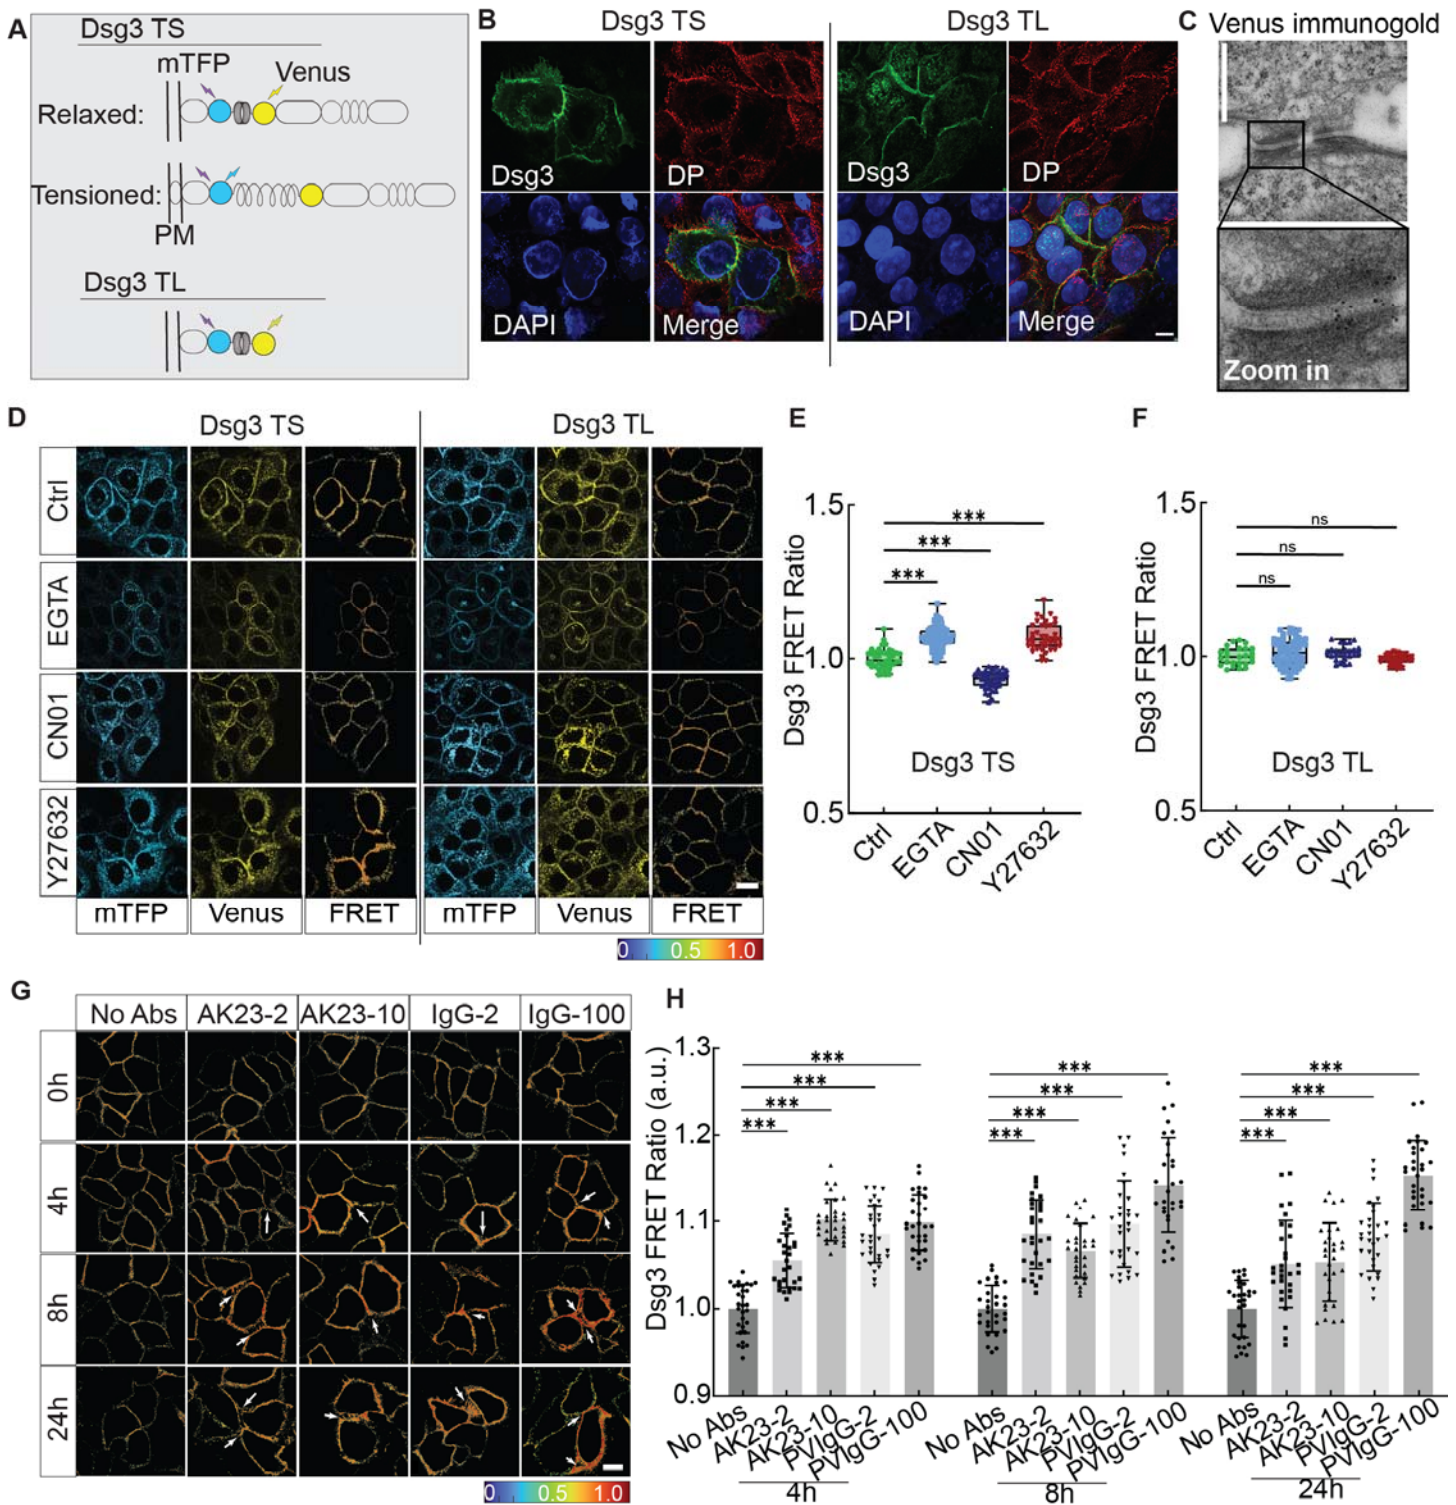 A
Dsg3 TS
mTFP
Venus
Relaxed:
Tensioned:
PM
Dsg3 TL
B
Dsg3 TS
Dsg3 TL
Dsg3
DP
Dsg3
DP
DAPI
Merge
DAPI
Merge
C
Venus immunogold
Zoom in
D
Dsg3 TS
Dsg3 TL
Ctrl
EGTA
CN01
Y27632
mTFP
Venus
FRET
mTFP
Venus
FRET
0
0.5
1.0
E
Dsg3 FRET Ratio
1.5
1.0
0.5
***
***
***
Dsg3 TS
Ctrl
EGTA
CN01
Y27632
F
Dsg3 FRET Ratio
1.5
1.0
0.5
ns
ns
ns
Dsg3 TL
Ctrl
EGTA
CN01
Y27632
G
No Abs
AK23-2
AK23-10
IgG-2
IgG-100
0h
4h
8h
24h
0
0.5
1.0
H
Dsg3 FRET Ratio (a.u.)
1.3
1.2
1.1
1.0
0.9
***
***
***
***
***
***
***
***
***
***
***
***
No Abs
AK23-2
AK23-10
PVIgG-2
PVIgG-100
4h
No Abs
AK23-2
AK23-10
PVIgG-2
PVIgG-100
8h
No Abs
AK23-2
AK23-10
PVIgG-2
PVIgG-100
24h